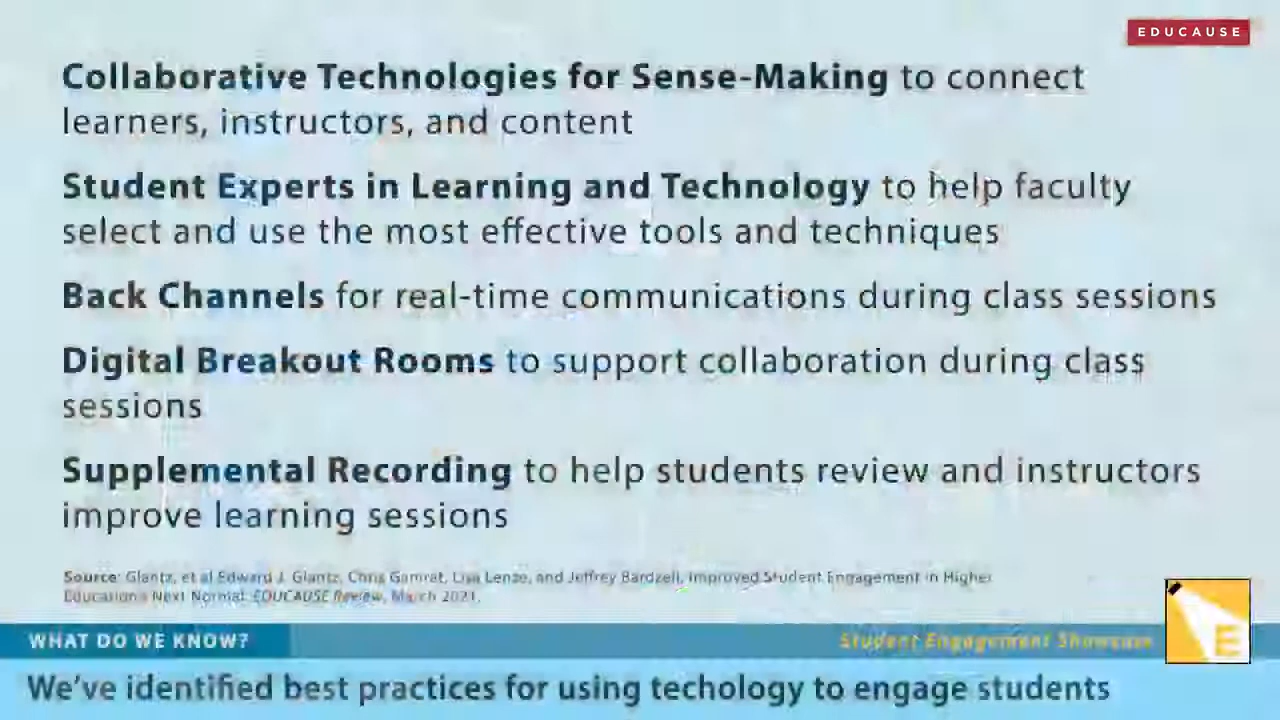 EDUCAUSE
Collaborative Technologies for Sense-Making to connect
learners, instructors, and content
Student Experts in Learning and Technology to help faculty
select and use the most effective tools and techniques
Back Channels for real-time communications during class sessions
Digital Breakout Rooms to support collaboration during class
sessions
Supplemental Recording to help students review and instructors
improve learning sessions
Source: Glantz, et al Edward J. Glantz, Chris Gamrat, Lisa Lenze, and Jeffrey Bardzell, Improved Student Engagement in Higher
Education's Next Normal. EDUCAUSE Review, March 2021.
WHAT DO WE KNOW?
Student Engagement Showcase
E
We've identified best practices for using techology to engage students